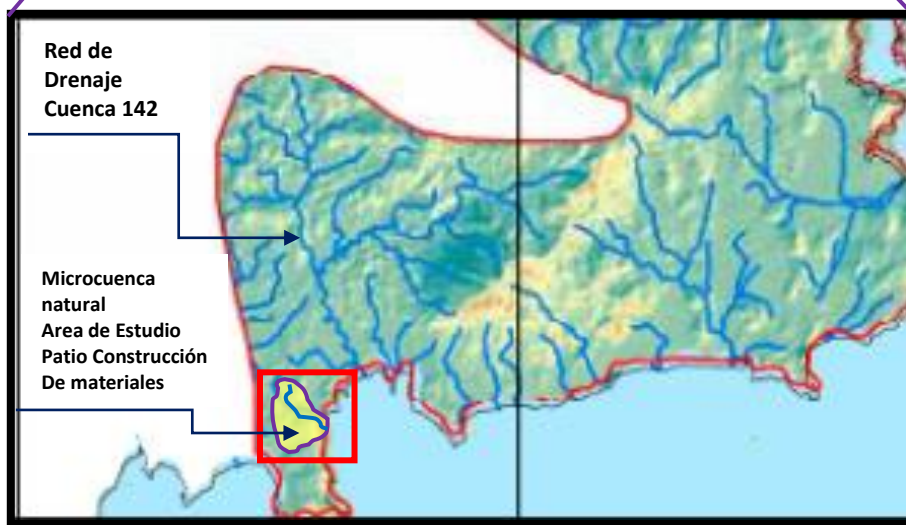 Red de
Drenaje
Cuenca 142
Microcuenca
natural
Area de Estudio
Patio Construcción
De materiales